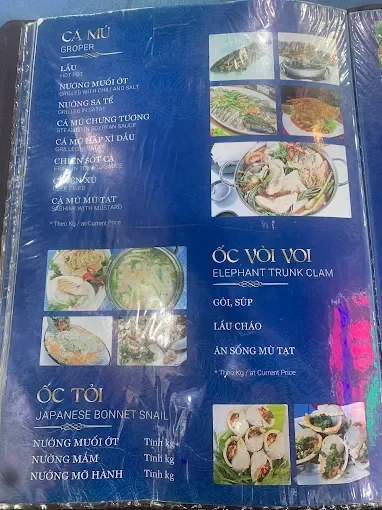 CÁ MÚ
GROPER
LẨU
HOT POT
NƯỚNG MUỐI ỚT
GRILLED WITH CHILI AND SALT
NƯỚNG SA TẾ
GRILLED IN SATAY
CÁ MÚ CHƯNG TƯƠNG
STEAMED IN SOYBEAN SAUCE
CÁ MÚ HẤP XÌ DẦU
CHIÊN SỐT CÀ
XÙ
CÁ MÚ MÙ TẠT
SASHIMI WITH MUSTARD
* Theo Kg / at Current Price
ỐC VÒI VOI
ELEPHANT TRUNK CLAM
GỎI, SÚP
LẨU CHÁO
ĂN SỐNG MÙ TẠT
* Theo Kg / at Current Price
ỐC TỎI
JAPANESE BONNET SNAIL
NƯỚNG MUỐI ỚT Tính kg
NƯỚNG MẮM Tính kg
NƯỚNG MỠ HÀNH Tính kg